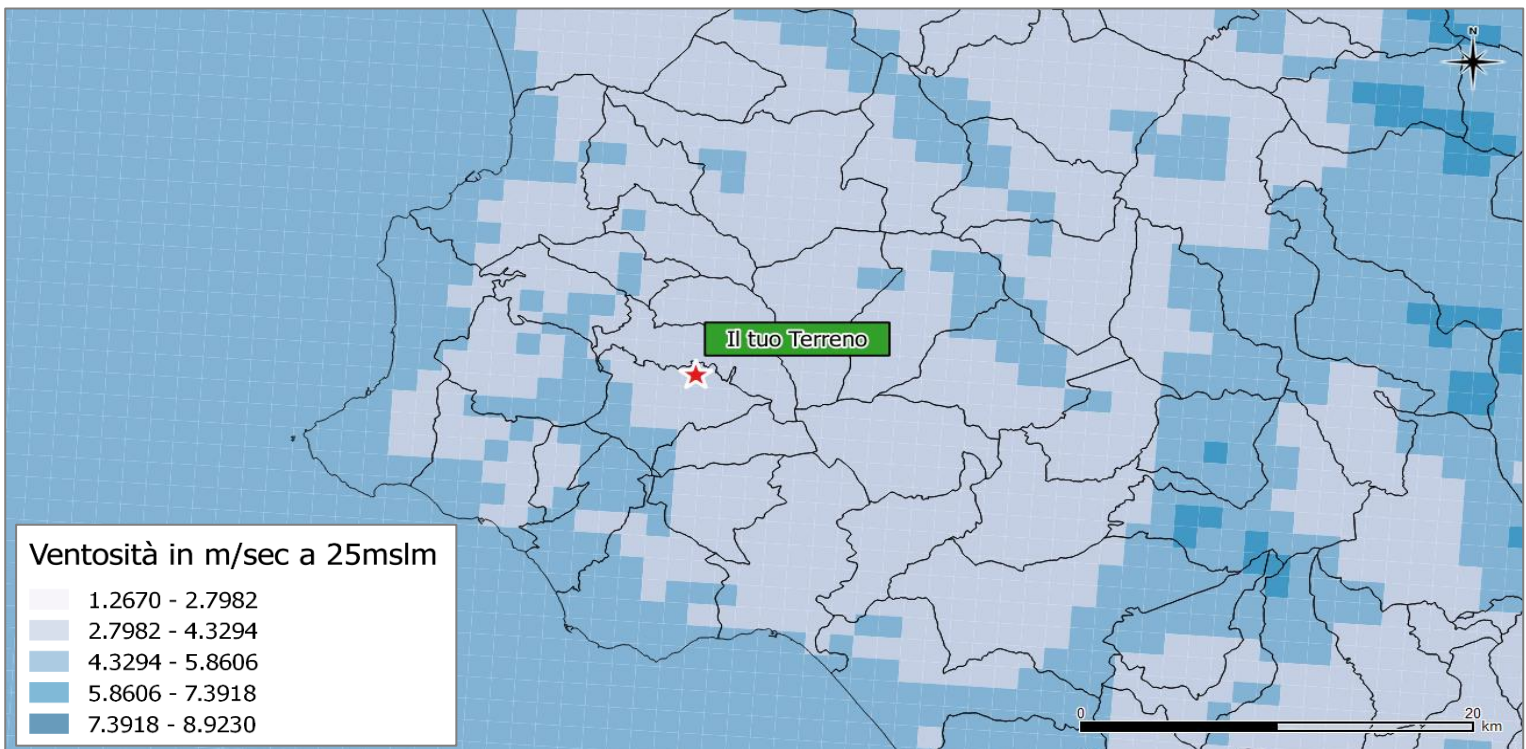 N
Il tuo Terreno
Ventosità in m/sec a 25mslm
1.2670 - 2.7982
2.7982 - 4.3294
4.3294 - 5.8606
5.8606 - 7.3918
7.3918 - 8.9230
0 20
km